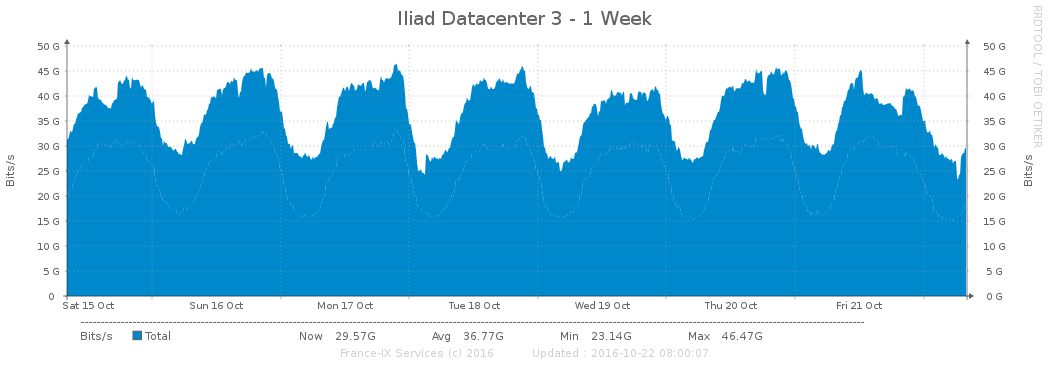 Iliad Datacenter 3 - 1 Week
RRDTOOL / TOBI OETIKER
Bits/s
Bits/s
50 G 50 G
45 G 45 G
40 G 40 G
35 G 35 G
30 G 30 G
25 G 25 G
20 G 20 G
15 G 15 G
10 G 10 G
5 G 5 G
0 0 G
Sat 15 Oct Sun 16 Oct Mon 17 Oct Tue 18 Oct Wed 19 Oct Thu 20 Oct Fri 21 Oct
Bits/s Total Now 29.57G Avg 36.77G Min 23.14G Max 46.47G
France-IX Services (c) 2016 Updated : 2016-10-22 08:00:07